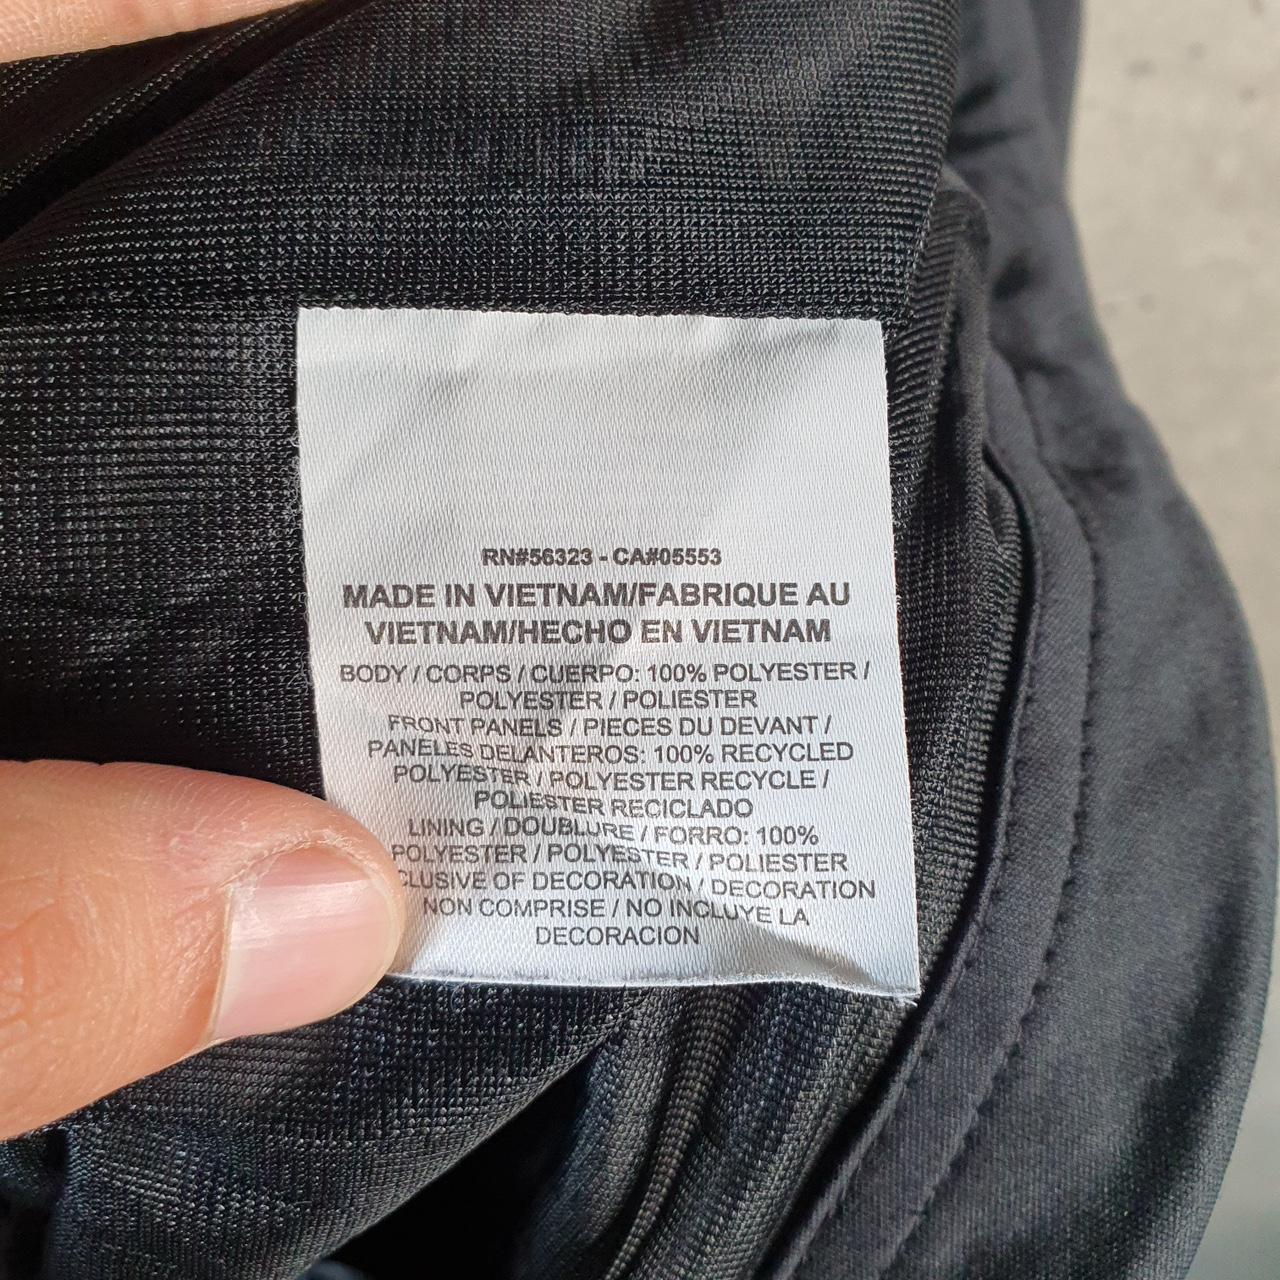 RN#56323 - CA#05553
MADE IN VIETNAM/FABRIQUE AU
VIETNAM/HECHO EN VIETNAM
BODY / CORPS / CUERPO: 100% POLYESTER /
POLYESTER / POLIESTER
FRONT PANELS / PIECES DU DEVANT /
PANELES DELANTEROS: 100% RECYCLED
POLYESTER / POLYESTER RECYCLE /
POLIESTER RECICLADO
LINING / DOUBLURE / FORRO: 100%
POLYESTER / POLYESTER / POLIESTER
CLUSIVE OF DECORATION / DECORATION
NON COMPRISE / NO INCLUYE LA
DECORACION